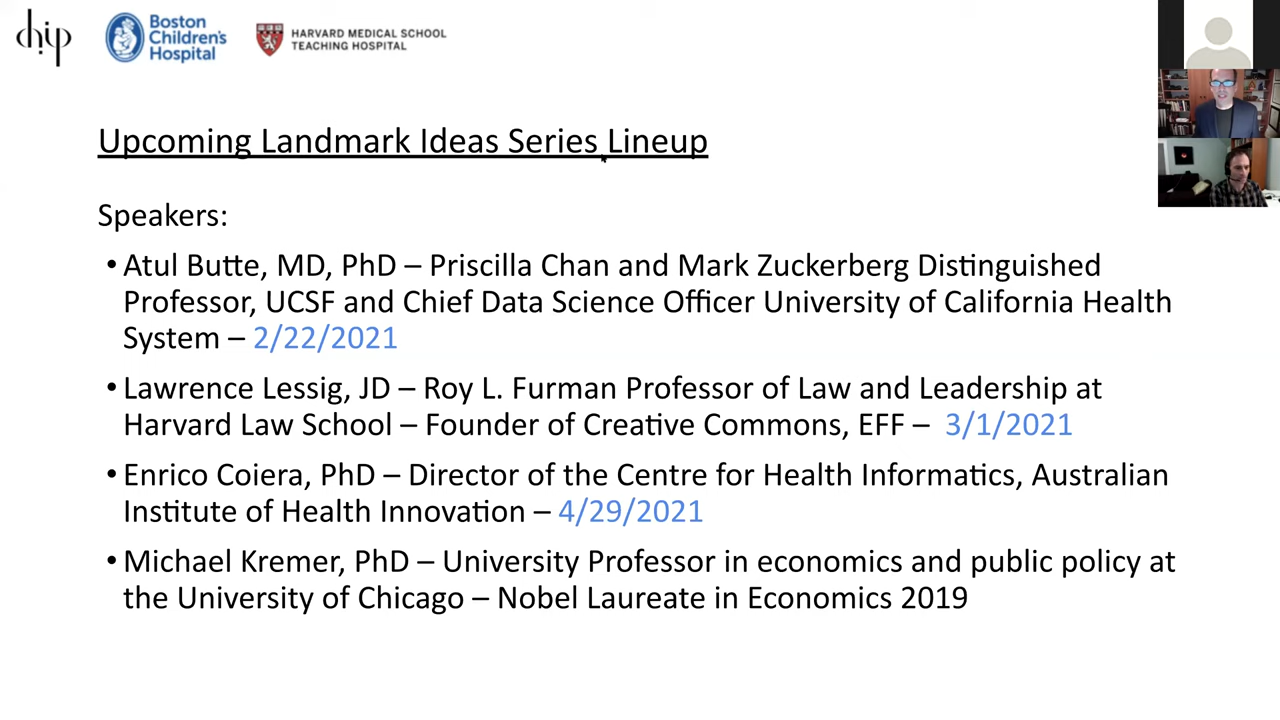 chip
Boston
Children's
Hospital
HARVARD MEDICAL SCHOOL
TEACHING HOSPITAL
Upcoming Landmark Ideas Series Lineup
Speakers:
• Atul Butte, MD, PhD – Priscilla Chan and Mark Zuckerberg Distinguished
Professor, UCSF and Chief Data Science Officer University of California Health
System – 2/22/2021
• Lawrence Lessig, JD – Roy L. Furman Professor of Law and Leadership at
Harvard Law School – Founder of Creative Commons, EFF – 3/1/2021
• Enrico Coiera, PhD – Director of the Centre for Health Informatics, Australian
Institute of Health Innovation – 4/29/2021
• Michael Kremer, PhD – University Professor in economics and public policy at
the University of Chicago – Nobel Laureate in Economics 2019